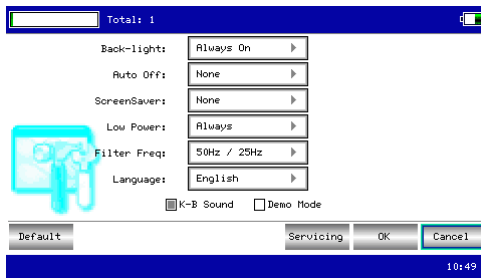 Total: 1
Back-light: Always On
Auto Off: None
ScreenSaver: None
Low Power: Always
Filter Freq: 50Hz / 25Hz
Language: English
K-B Sound Demo Mode
Default Servicing OK Cancel
10:49